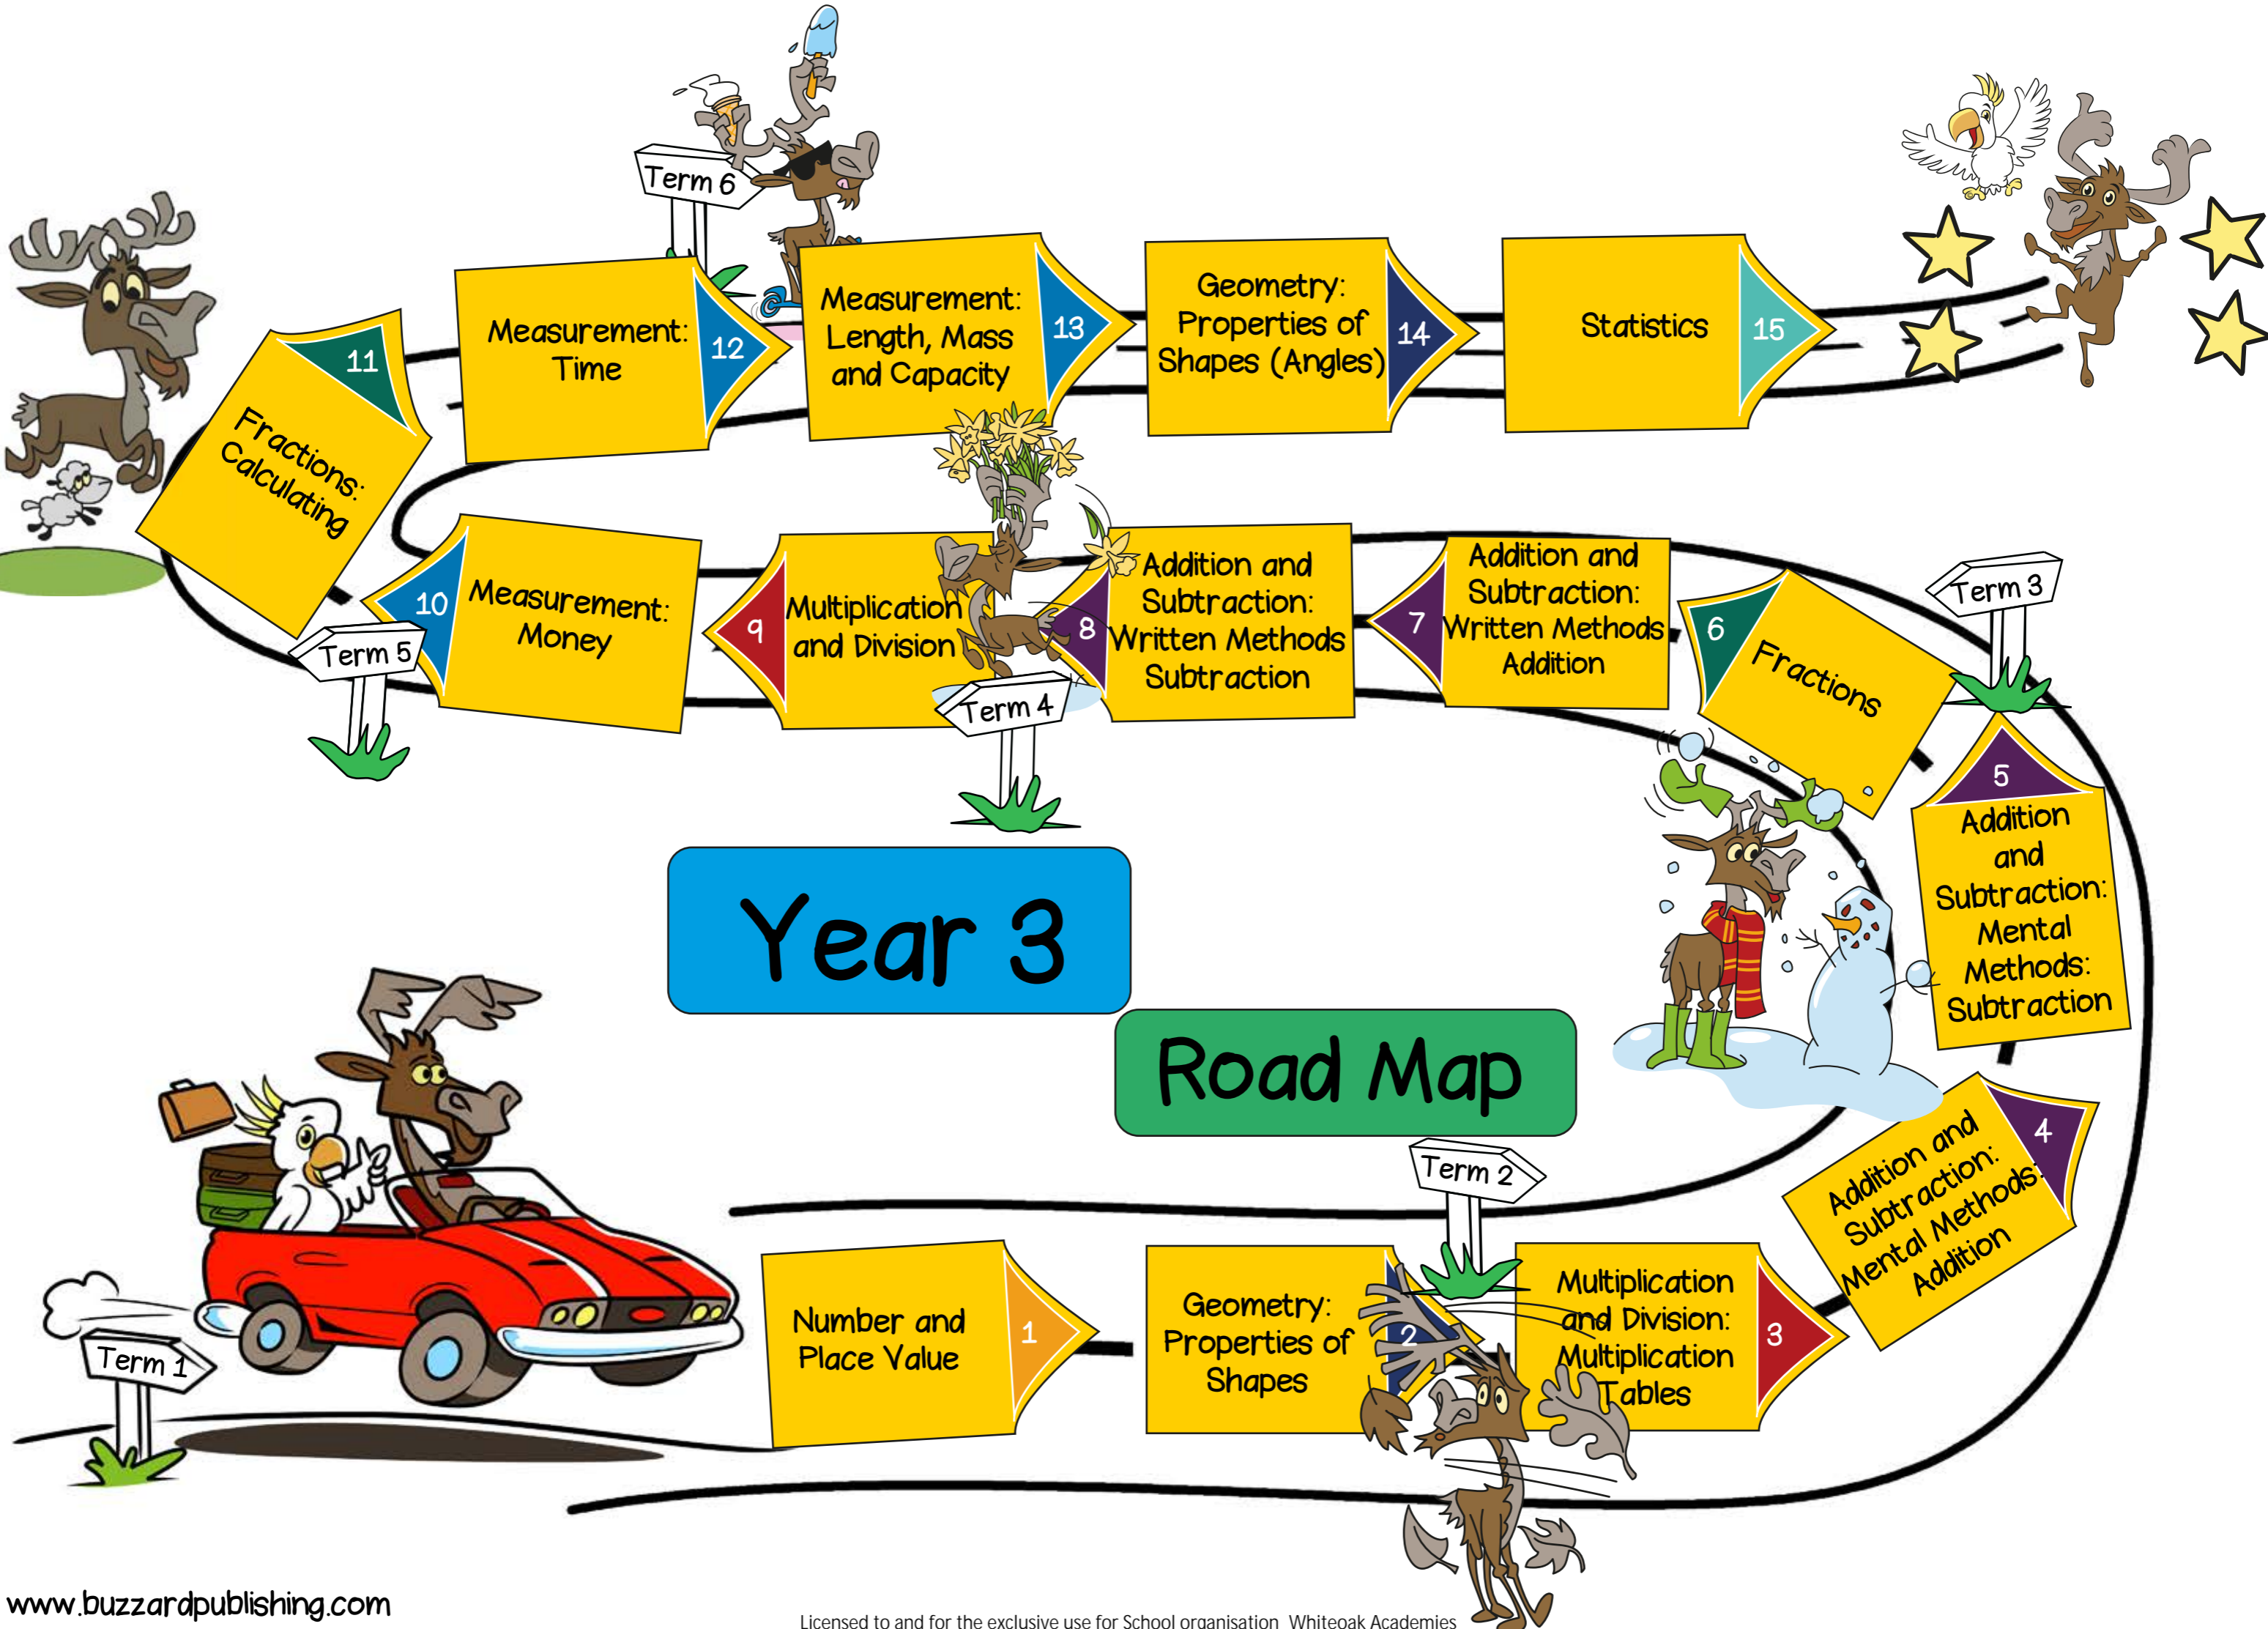 Year 3
Road Map
Term 1
Number and
Place Value
1
Geometry:
Properties of
Shapes
2
Term 2
Multiplication
and Division:
Multiplication
Tables
3
Addition and
Subtraction:
Mental Methods:
Addition
4
5
Addition
and
Subtraction:
Mental
Methods:
Subtraction
Term 3
6
Fractions
7
Addition and
Subtraction:
Written Methods
Addition
8
Addition and
Subtraction:
Written Methods
Subtraction
Term 4
9
Multiplication
and Division
10
Measurement:
Money
Term 5
11
Fractions:
Calculating
Measurement:
Time
12
Term 6
Measurement:
Length, Mass
and Capacity
13
Geometry:
Properties of
Shapes (Angles)
14
Statistics
15
www.buzzardpublishing.com
Licensed to and for the exclusive use for School organisation Whiteoak Academies